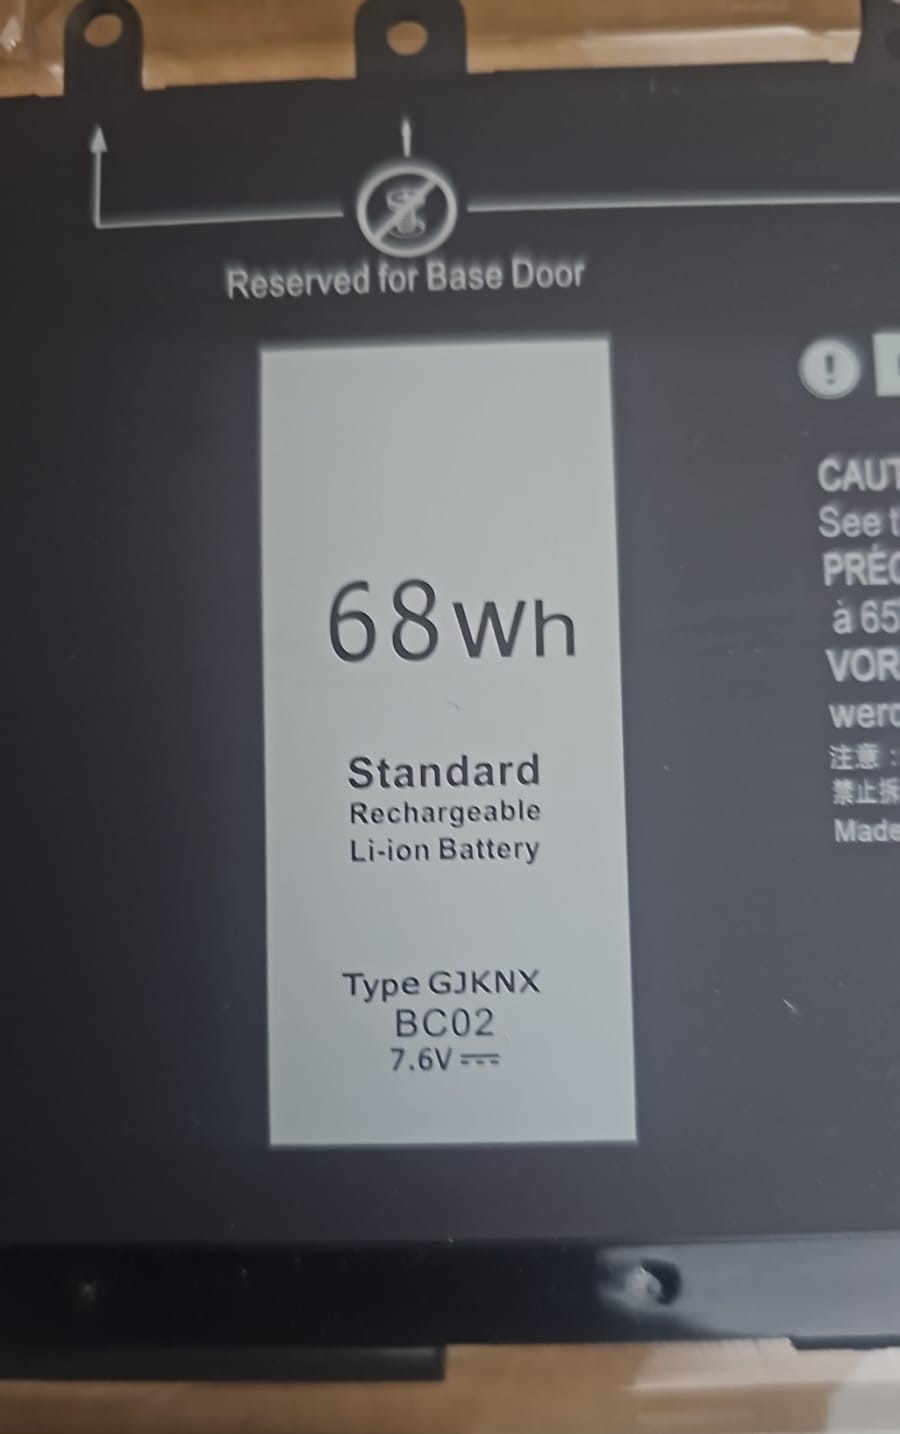 Reserved for Base Door
68Wh
Standard
Rechargeable
Li-ion Battery
Type GJKNX
BC02
7.6V⎓
CAUT
See t
PRÉC
à 65
VOR
werd
注意：
禁止拆
Made